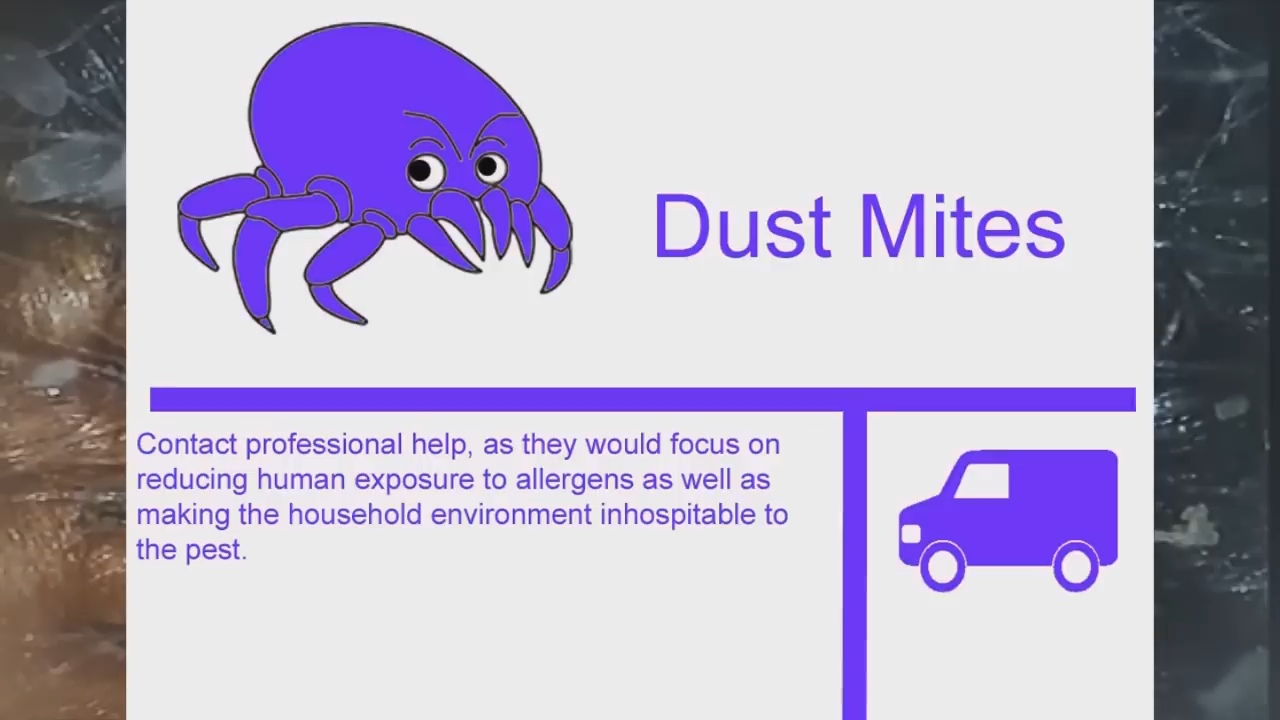 Dust Mites
Contact professional help, as they would focus on
reducing human exposure to allergens as well as
making the household environment inhospitable to
the pest.